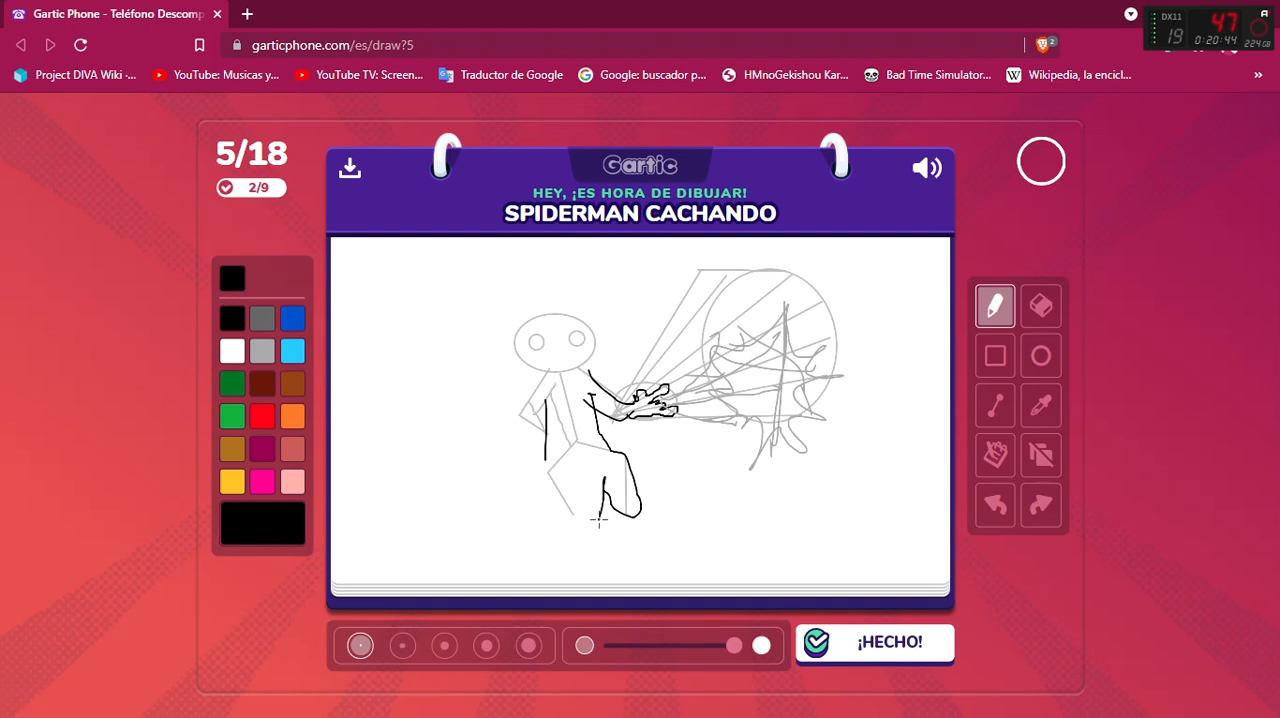 Gartic Phone - Teléfono Descomp
DX11
47
A
19
0:20:44
224GB
garticphone.com/es/draw?5
2
Project DIVA Wiki -...
YouTube: Musicas y...
YouTube TV: Screen...
Traductor de Google
Google: buscador p...
HMnoGekishou Kar...
Bad Time Simulator...
Wikipedia, la encicl...
»
5/18
2/9
Gartic
HEY, ¡ES HORA DE DIBUJAR!
SPIDERMAN CACHANDO
¡HECHO!